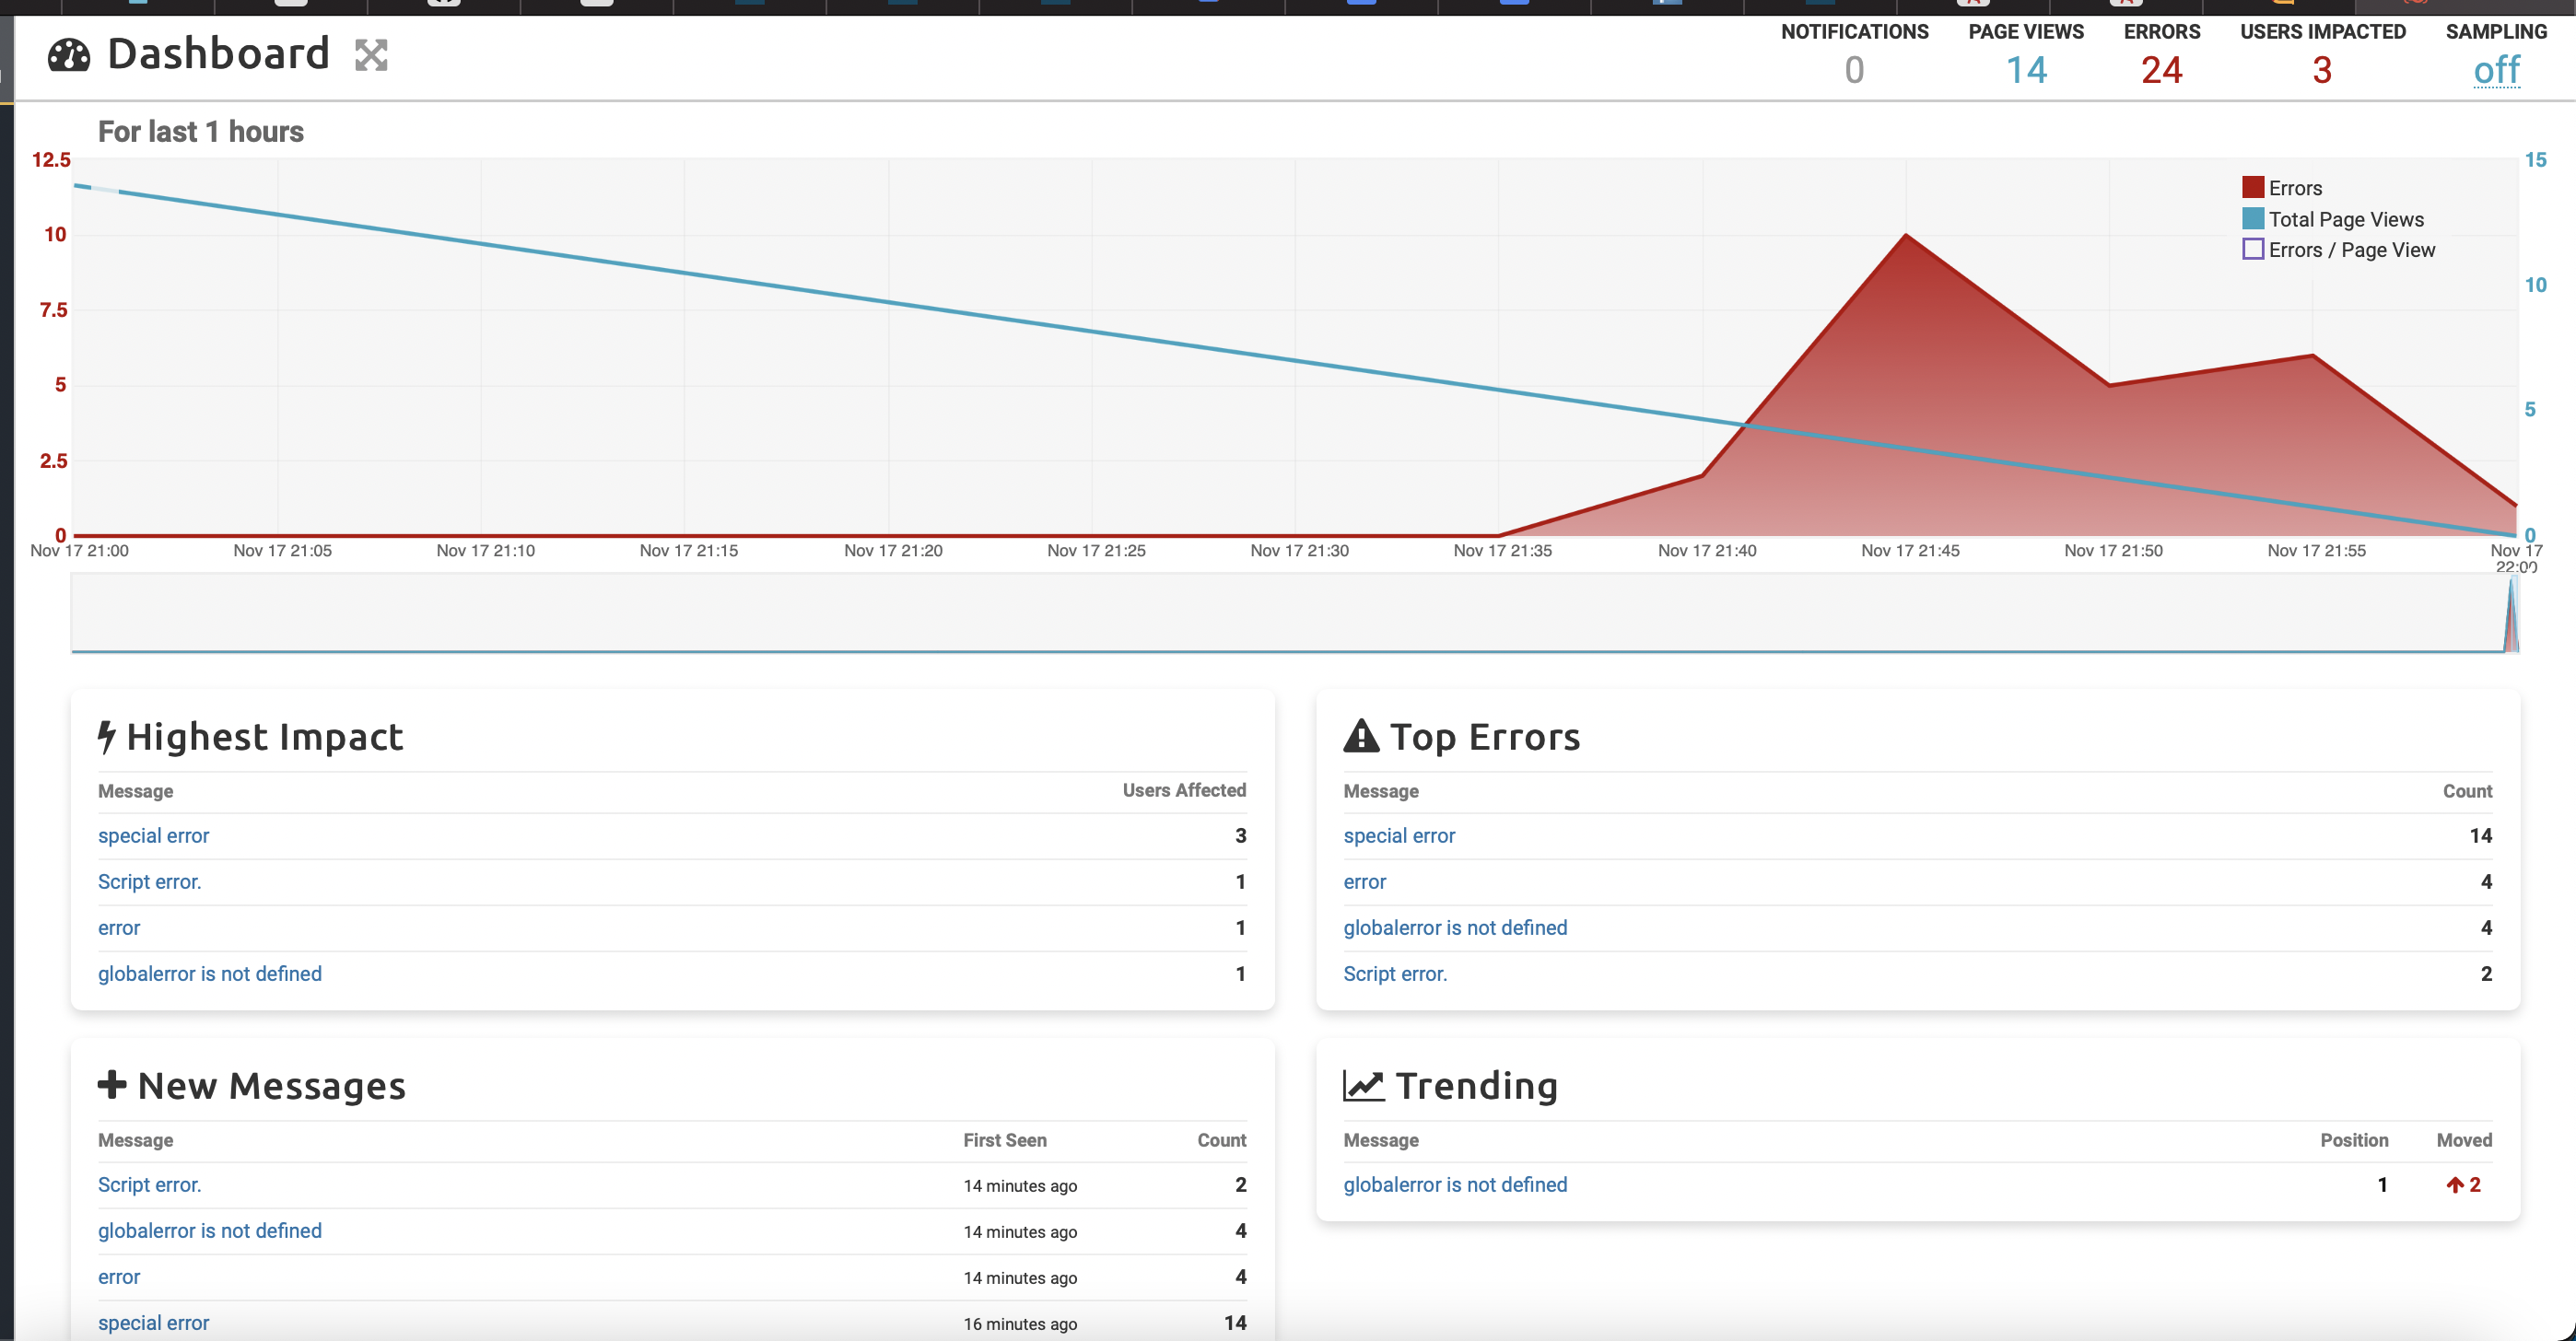 Dashboard
NOTIFICATIONS PAGE VIEWS ERRORS USERS IMPACTED SAMPLING
0 14 24 3 off
For last 1 hours
12.5 15
Errors
Total Page Views
10
Errors / Page View
10
7.5
5
5
2.5
0 0
Nov 17 21:00 Nov 17 21:05 Nov 17 21:10 Nov 17 21:15 Nov 17 21:20 Nov 17 21:25 Nov 17 21:30 Nov 17 21:35 Nov 17 21:40 Nov 17 21:45 Nov 17 21:50 Nov 17 21:55 Nov 17
22:00
Highest Impact
Message Users Affected
special error 3
Script error. 1
error 1
globalerror is not defined 1
Top Errors
Message Count
special error 14
error 4
globalerror is not defined 4
Script error. 2
New Messages
Message First Seen Count
Script error. 14 minutes ago 2
globalerror is not defined 14 minutes ago 4
error 14 minutes ago 4
special error 16 minutes ago 14
Trending
Message Position Moved
globalerror is not defined 1 2